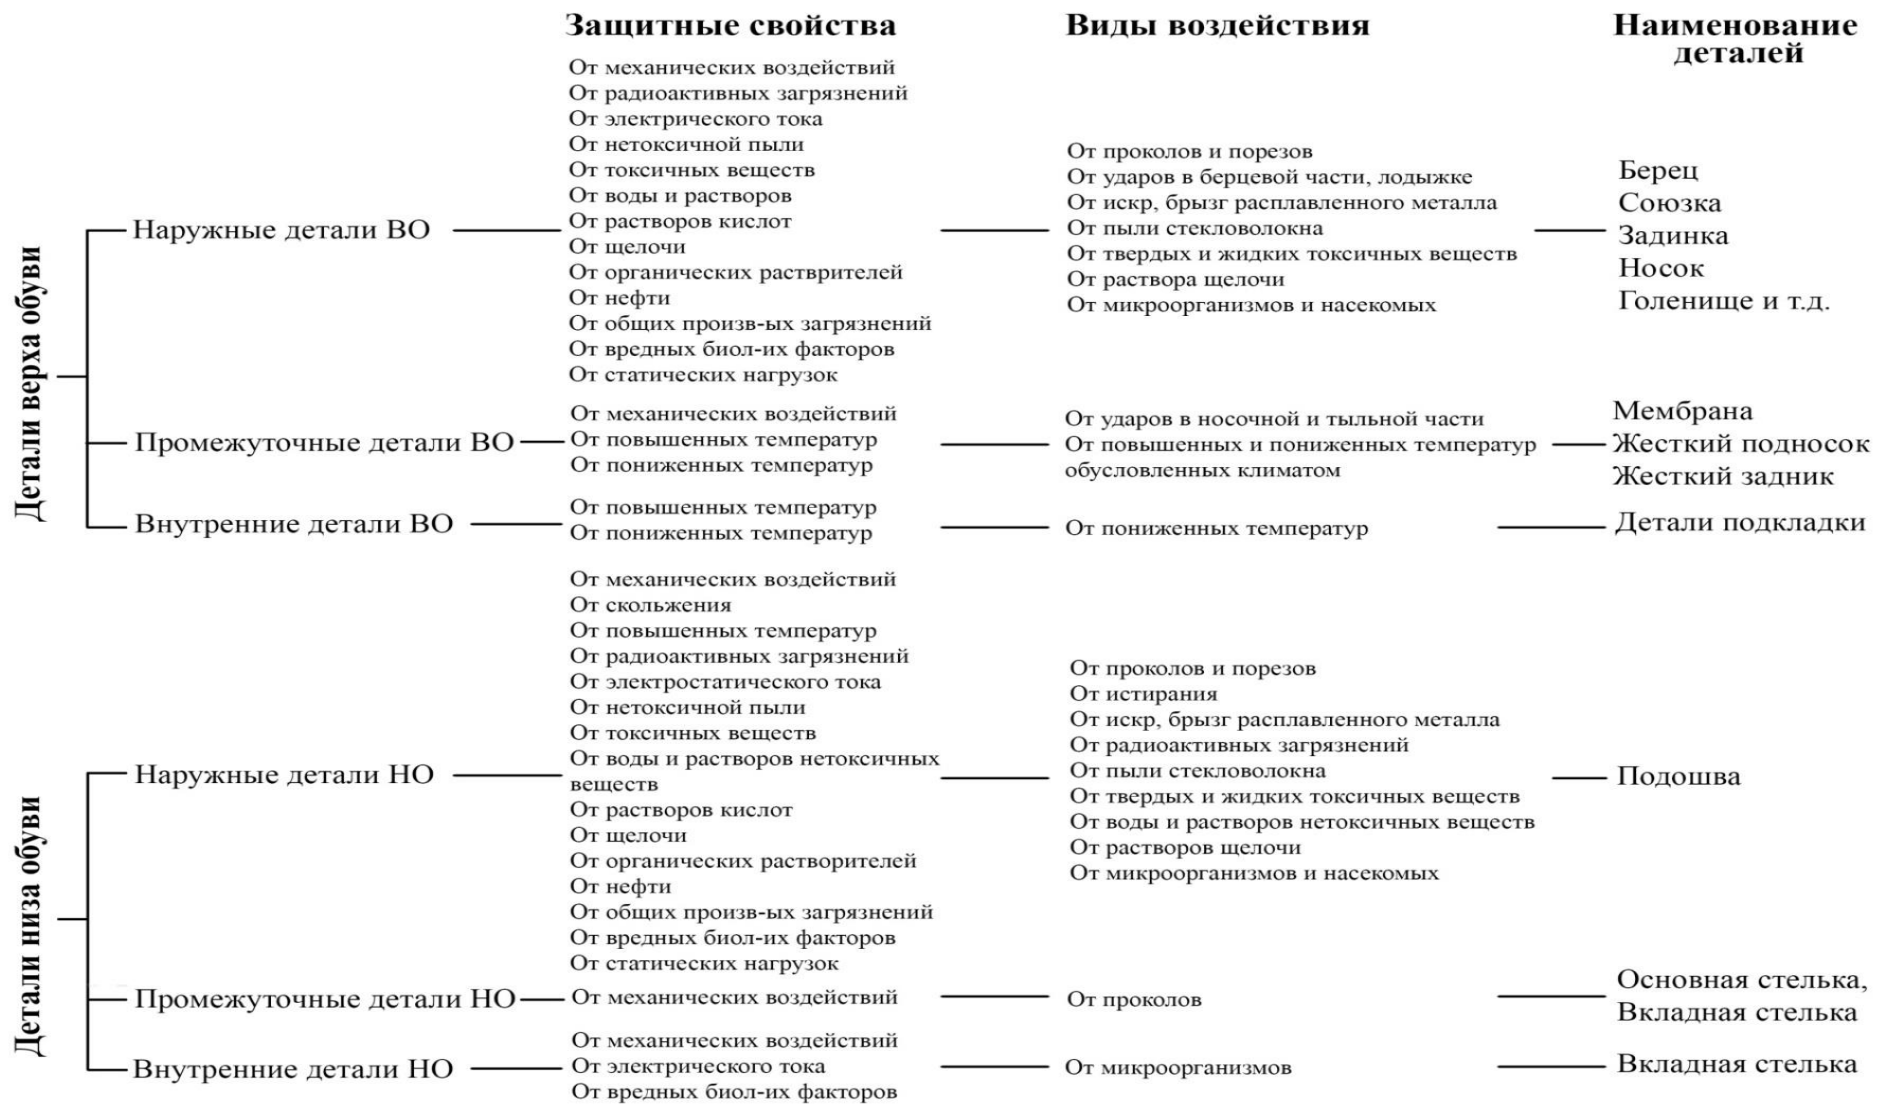 Защитные свойства
Виды воздействия
Наименование
деталей
Детали верха обуви
Наружные детали ВО
От механических воздействий
От радиоактивных загрязнений
От электрического тока
От нетоксичной пыли
От токсичных веществ
От воды и растворов
От растворов кислот
От щелочи
От органических растврителей
От нефти
От общих произв-ых загрязнений
От вредных биол-их факторов
От статических нагрузок
От проколов и порезов
От ударов в берцевой части, лодыжке
От искр, брызг расплавленного металла
От пыли стекловолокна
От твердых и жидких токсичных веществ
От раствора щелочи
От микроорганизмов и насекомых
Берец
Союзка
Задинка
Носок
Голенище и т.д.
Промежуточные детали ВО
От механических воздействий
От повышенных температур
От пониженных температур
От ударов в носочной и тыльной части
От повышенных и пониженных температур
обусловленных климатом
Мембрана
Жесткий подносок
Жесткий задник
Внутренние детали ВО
От повышенных температур
От пониженных температур
От пониженных температур
Детали подкладки
Детали низа обуви
Наружные детали НО
От механических воздействий
От скольжения
От повышенных температур
От радиоактивных загрязнений
От электростатического тока
От нетоксичной пыли
От токсичных веществ
От воды и растворов нетоксичных
веществ
От растворов кислот
От щелочи
От органических растворителей
От нефти
От общих произв-ых загрязнений
От вредных биол-их факторов
От статических нагрузок
От проколов и порезов
От истирания
От искр, брызг расплавленного металла
От радиоактивных загрязнений
От пыли стекловолокна
От твердых и жидких токсичных веществ
От воды и растворов нетоксичных веществ
От растворов щелочи
От микроорганизмов и насекомых
Подошва
Промежуточные детали НО
От механических воздействий
От проколов
Основная стелька,
Вкладная стелька
Внутренние детали НО
От механических воздействий
От электрического тока
От вредных биол-их факторов
От микроорганизмов
Вкладная стелька